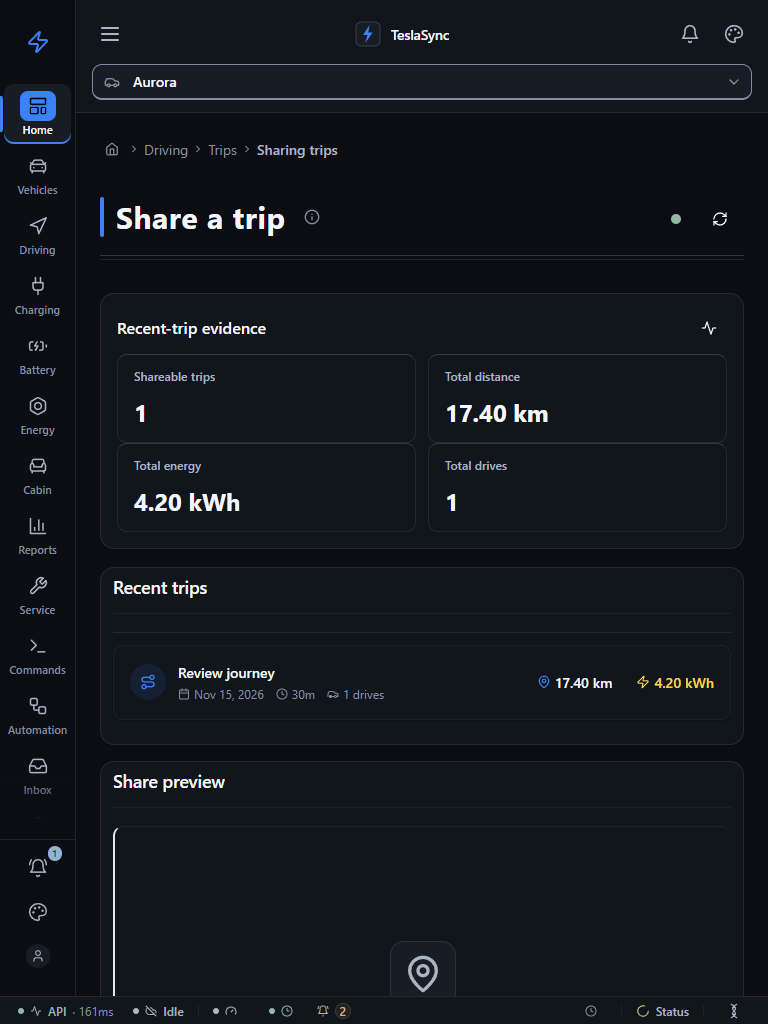 TeslaSync
Aurora
Home
Vehicles
Driving
Charging
Battery
Energy
Cabin
Reports
Service
Commands
Automation
Inbox
1
Driving > Trips > Sharing trips
Share a trip
Recent-trip evidence
Shareable trips
1
Total distance
17.40 km
Total energy
4.20 kWh
Total drives
1
Recent trips
Review journey
Nov 15, 2026 30m 1 drives
17.40 km 4.20 kWh
Share preview
API · 161ms Idle 2 Status